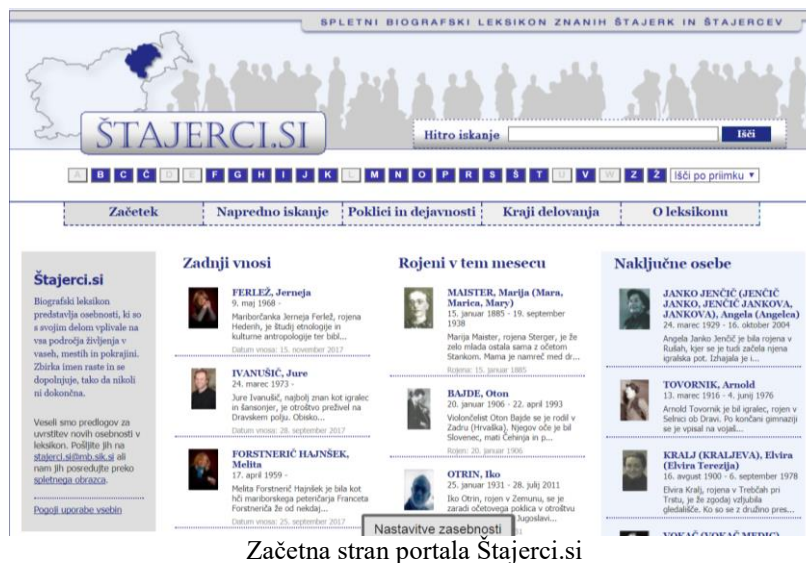 SPLETNI BIOGRAFSKI LEKSIKON ZNANIH ŠTAJERK IN ŠTAJERCEV
ŠTAJERCI.SI
Hitro iskanje
Išči
A B C Č D E F G H I J K L M N O P R S Š T U V W Z Ž Išči po priimku
Začetek
Napredno iskanje
Poklici in dejavnosti
Kraji delovanja
O leksikonu
Štajerci.si
Biografski leksikon
predstavlja osebnosti, ki so
s svojim delom vplivale na
vsa področja življenja v
vaseh, mestih in pokrajini.
Zbirka imen raste in se
dopolnjuje, tako da nikoli
ni dokončna.
Veseli smo predlogov za
uvrstitev novih osebnosti v
leksikon. Pošljite jih na
stajerci.si@mb.sik.si ali
nam jih posredujte preko
spletnega obrazca.
Pogoji uporabe vsebin
Zadnji vnosi
FERLEŽ, Jerneja
9. maj 1968 -
Mariborčanka Jerneja Ferlež, rojena
Hederih, je študij etnologije in
kulturne antropologije ter bibl...
Datum vnosa: 15. november 2017
IVANUŠIČ, Jure
24. marec 1973 -
Jure Ivanušič, najbolj znan kot igralec
in šansonjer, je otroštvo preživel na
Dravskem polju. Obisko...
Datum vnosa: 28. september 2017
FORSTNERIČ HAJNŠEK,
Melita
17. april 1959 -
Melita Forstnerič Hajnšek je bila kot
hči mariborskega peteričarja Franceta
Forstneriča že od nekdaj...
Datum vnosa: 25. september 2017
Rojeni v tem mesecu
MAISTER, Marija (Mara,
Marica, Mary)
15. januar 1885 - 19. september
1938
Marija Maister, rojena Sterger, je že
zelo mlada ostala sama z očetom
Stankom. Mama je namreč med dr...
Rojena: 15. januar 1885
BAJDE, Oton
20. januar 1906 - 22. april 1993
Violončelist Oton Bajde se je rodil v
Zadru (Hrvaška). Njegov oče je bil
Slovenec, mati Čehinja in p...
Rojen: 20. januar 1906
OTRIN, Iko
25. januar 1931 - 28. julij 2011
Iko Otrin, rojen v Zemunu, se je
zaradi očetovega poklica v otroštvu
Jugoslavi...
Naključne osebe
JANKO JENČIČ (JENČIČ
JANKO, JENČIČ JANKOVA,
JANKOVA), Angela (Angelca)
24. marec 1929 - 16. oktober 2004
Angela Janko Jenčič je bila rojena v
Rušah, kjer se je tudi začela njena
igralska pot. Izhajala je i...
TOVORNIK, Arnold
13. marec 1916 - 4. junij 1976
Arnold Tovornik je bil igralec, rojen v
Selnici ob Dravi. Po končani gimnaziji
se je vpisal na vojaš...
KRALJ (KRALJEVA), Elvira
(Elvira Terezija)
16. avgust 1900 - 6. september 1978
Elvira Kralj, rojena v Trebčah pri
Trstu, je že zgodaj vzljubila
gledališče. Ko so se z družino pres...
Nastavitve zasebnosti
Začetna stran portala Štajerci.si